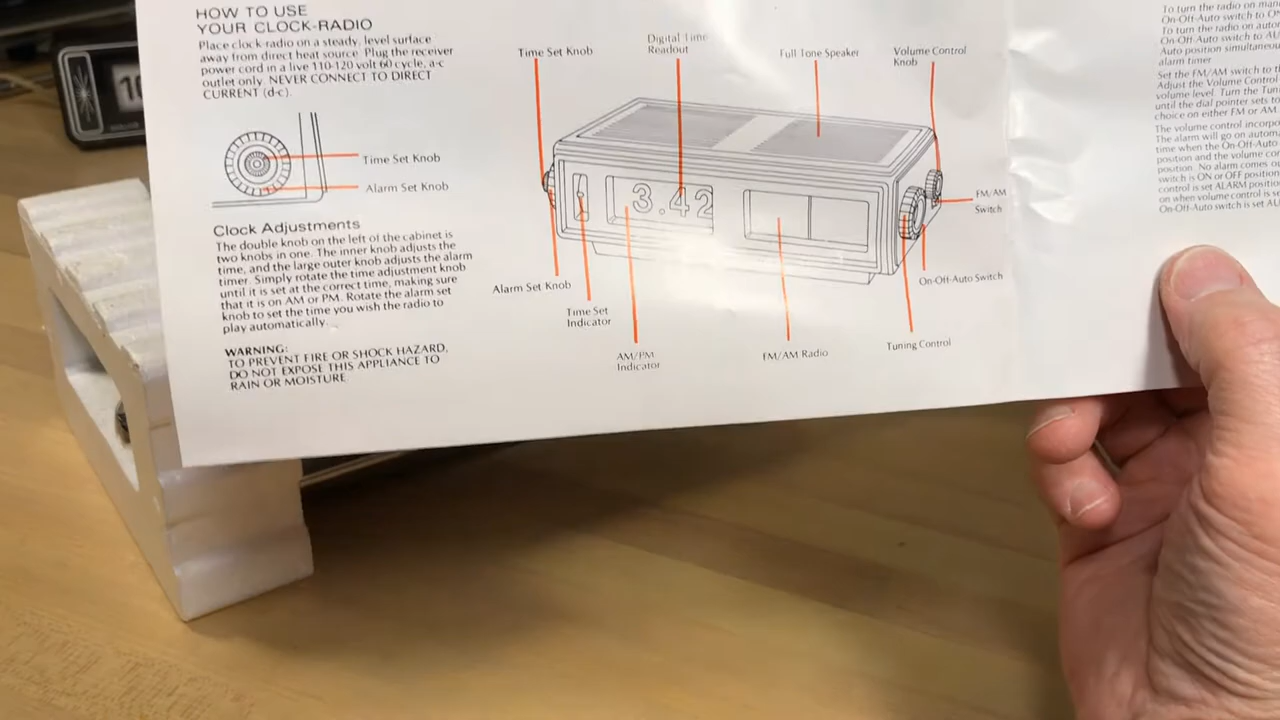 HOW TO USE
YOUR CLOCK-RADIO
Place clock-radio on a steady, level surface
away from direct heat source. Plug the receiver
power cord in a live 110-120 volt 60 cycle, a-c
outlet only. NEVER CONNECT TO DIRECT
CURRENT (d-c).
Time Set Knob
Alarm Set Knob
Clock Adjustments
The double knob on the left of the cabinet is
two knobs in one. The inner knob adjusts the
time, and the large outer knob adjusts the alarm
timer. Simply rotate the time adjustment knob
until it is set at the correct time, making sure
that it is on AM or PM. Rotate the alarm set
knob to set the time you wish the radio to
play automatically.
WARNING:
TO PREVENT FIRE OR SHOCK HAZARD,
DO NOT EXPOSE THIS APPLIANCE TO
RAIN OR MOISTURE
Time Set Knob
Digital Time
Readout
Full Tone Speaker
Volume Control
Knob
3.42
FM/AM
Switch
On-Off-Auto Switch
Alarm Set Knob
Time Set
Indicator
AM/PM
Indicator
FM/AM Radio
Tuning Control
To turn the radio on
On-Off-Auto switch to
To turn the radio on
On-Off-Auto switch to
Auto position
alarm timer
Set the FM/AM switch to
Adjust the Volume Control
volume level. Turn the
until the dial pointer sets to
choice on either FM or AM.
The volume control
The alarm will go on
time when the On-Off-Auto
position and the volume
position. No alarm comes
switch is ON or OFF
control is set ALARM
on when volume control is
On-Off-Auto switch is set